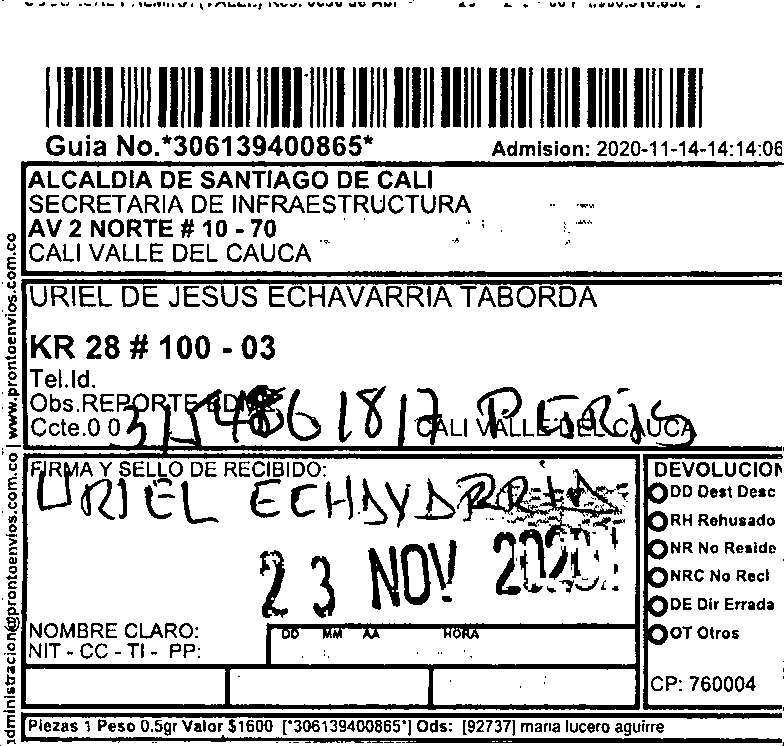 Guia No.*306139400865*
Admision: 2020-11-14-14:14:06
ALCALDIA DE SANTIAGO DE CALI
SECRETARIA DE INFRAESTRUCTURA
AV 2 NORTE # 10 - 70
CALI VALLE DEL CAUCA
URIEL DE JESUS ECHAVARRIA TABORDA
KR 28 # 100 - 03
Tel.Id.
Obs.REPORTE
Ccte.0 0
CALI VALLE DEL CAUCA
FIRMA Y SELLO DE RECIBIDO:
URIEL ECHAVARRIA
23 NOV 2020
NOMBRE CLARO:
NIT - CC - TI - PP:
DD MM AA HORA
DEVOLUCION
DD Dest Desc
RH Rehusado
NR No Reside
NRC No Recl
DE Dir Errada
OT Otros
CP: 760004
Piezas 1 Peso 0.5gr Valor $1600 [*306139400865*] Ods: [92737] maria lucero aguirre
administracion@prontoenvios.com.co | www.prontoenvios.com.co